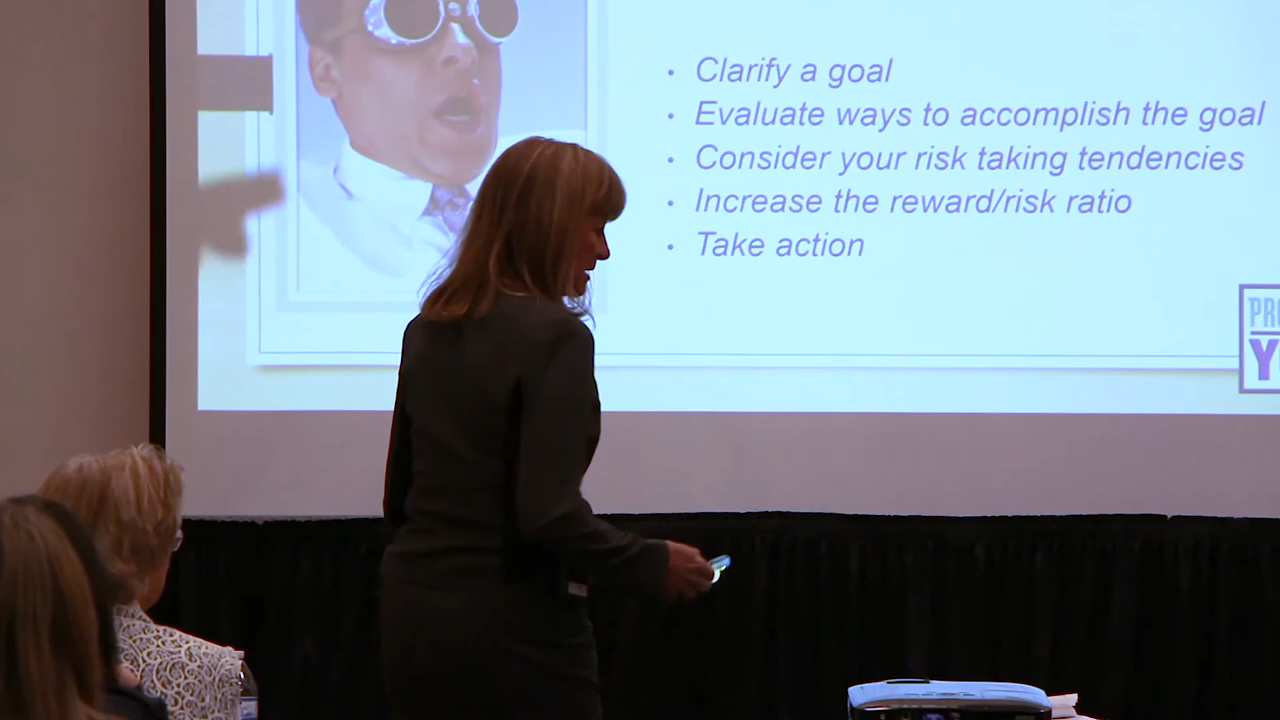 • Clarify a goal
• Evaluate ways to accomplish the goal
• Consider your risk taking tendencies
• Increase the reward/risk ratio
• Take action